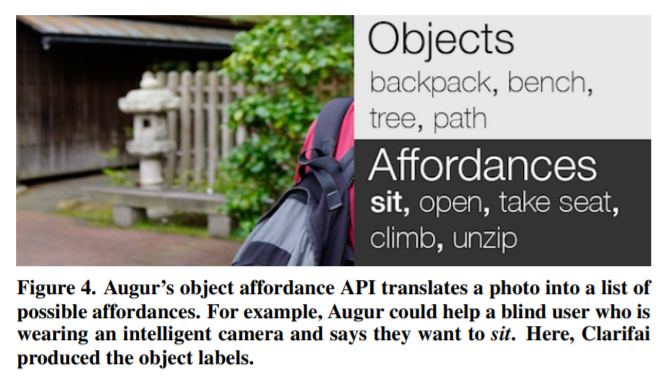 Objects
backpack, bench,
tree, path
Affordances
sit, open, take seat,
climb, unzip
Figure 4. Augur's object affordance API translates a photo into a list of
possible affordances. For example, Augur could help a blind user who is
wearing an intelligent camera and says they want to sit. Here, Clarifai
produced the object labels.